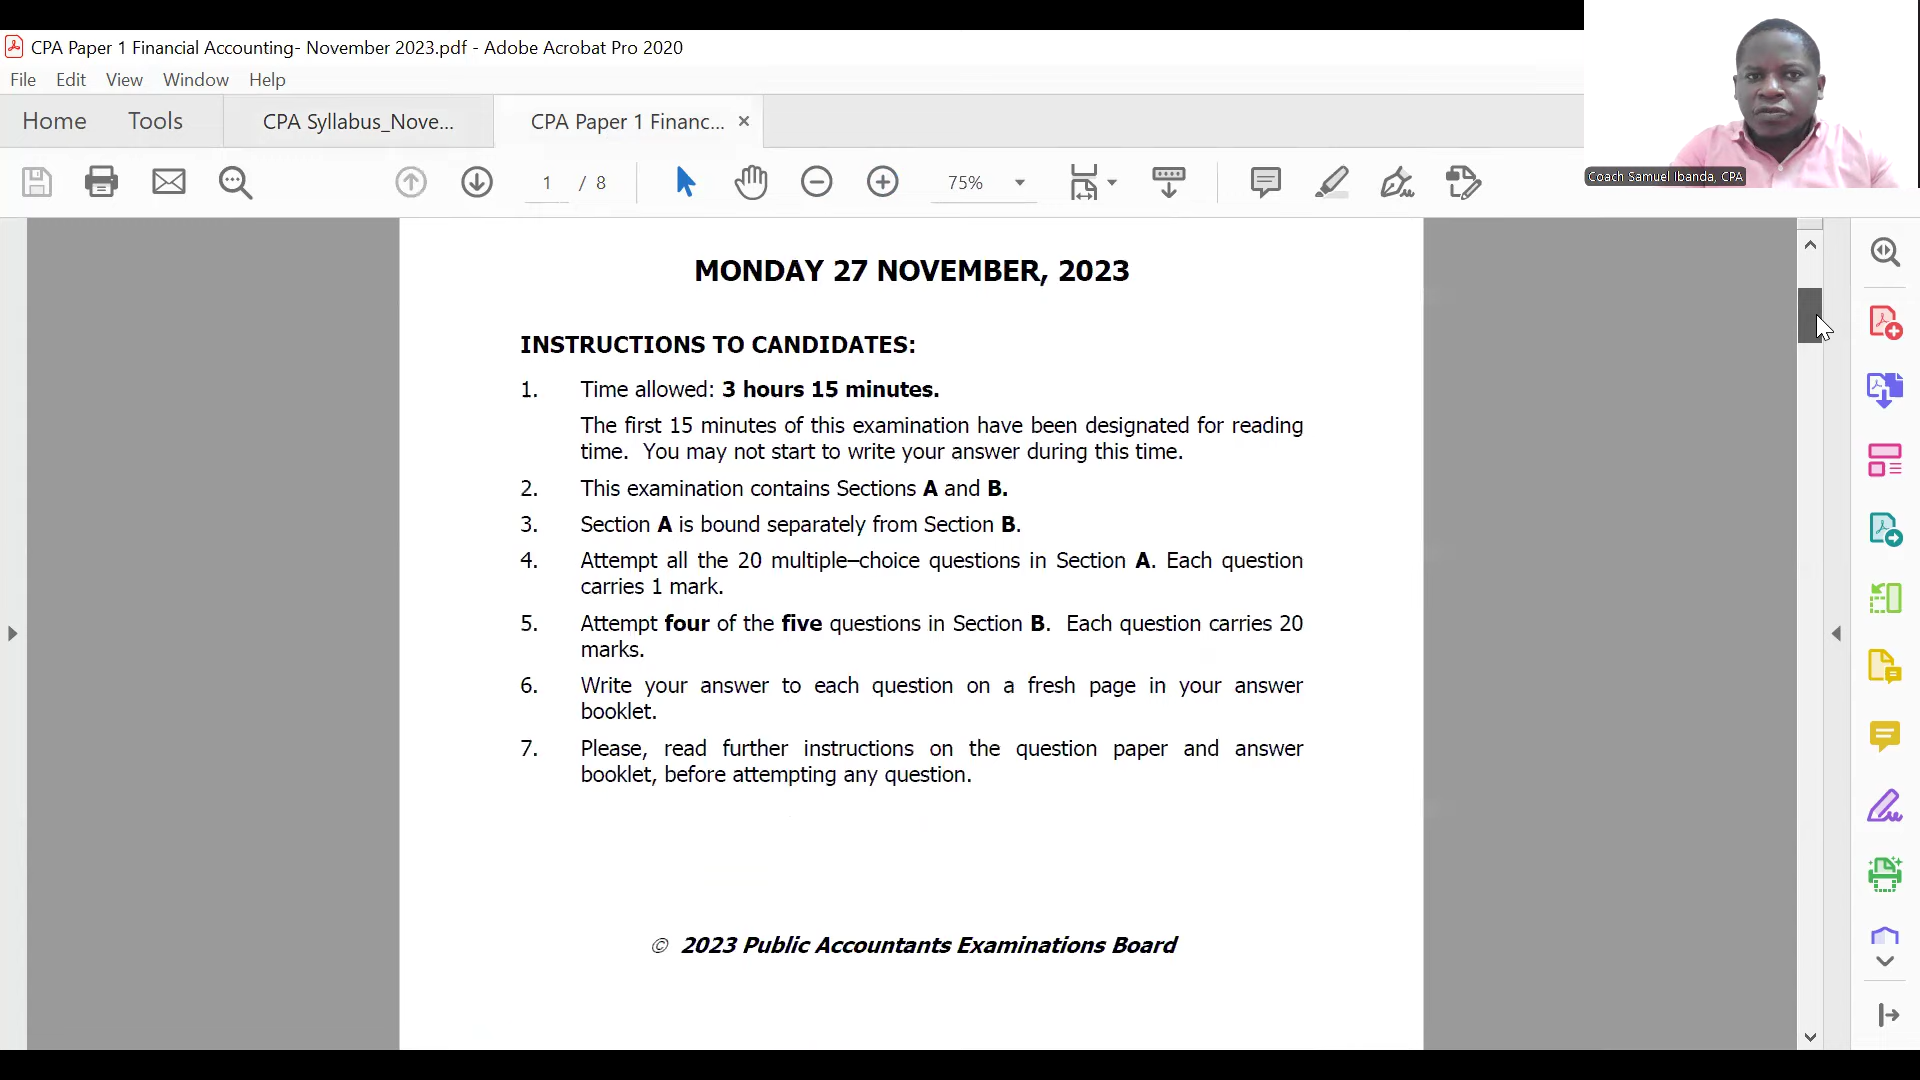 CPA Paper 1 Financial Accounting- November 2023.pdf - Adobe Acrobat Pro 2020
File Edit View Window Help
Home Tools CPA Syllabus_Nove... CPA Paper 1 Financ... ×
1 / 8 75%
Coach Samuel Ibanda, CPA
MONDAY 27 NOVEMBER, 2023
INSTRUCTIONS TO CANDIDATES:
1. Time allowed: 3 hours 15 minutes.
The first 15 minutes of this examination have been designated for reading
time. You may not start to write your answer during this time.
2. This examination contains Sections A and B.
3. Section A is bound separately from Section B.
4. Attempt all the 20 multiple–choice questions in Section A. Each question
carries 1 mark.
5. Attempt four of the five questions in Section B. Each question carries 20
marks.
6. Write your answer to each question on a fresh page in your answer
booklet.
7. Please, read further instructions on the question paper and answer
booklet, before attempting any question.
© 2023 Public Accountants Examinations Board